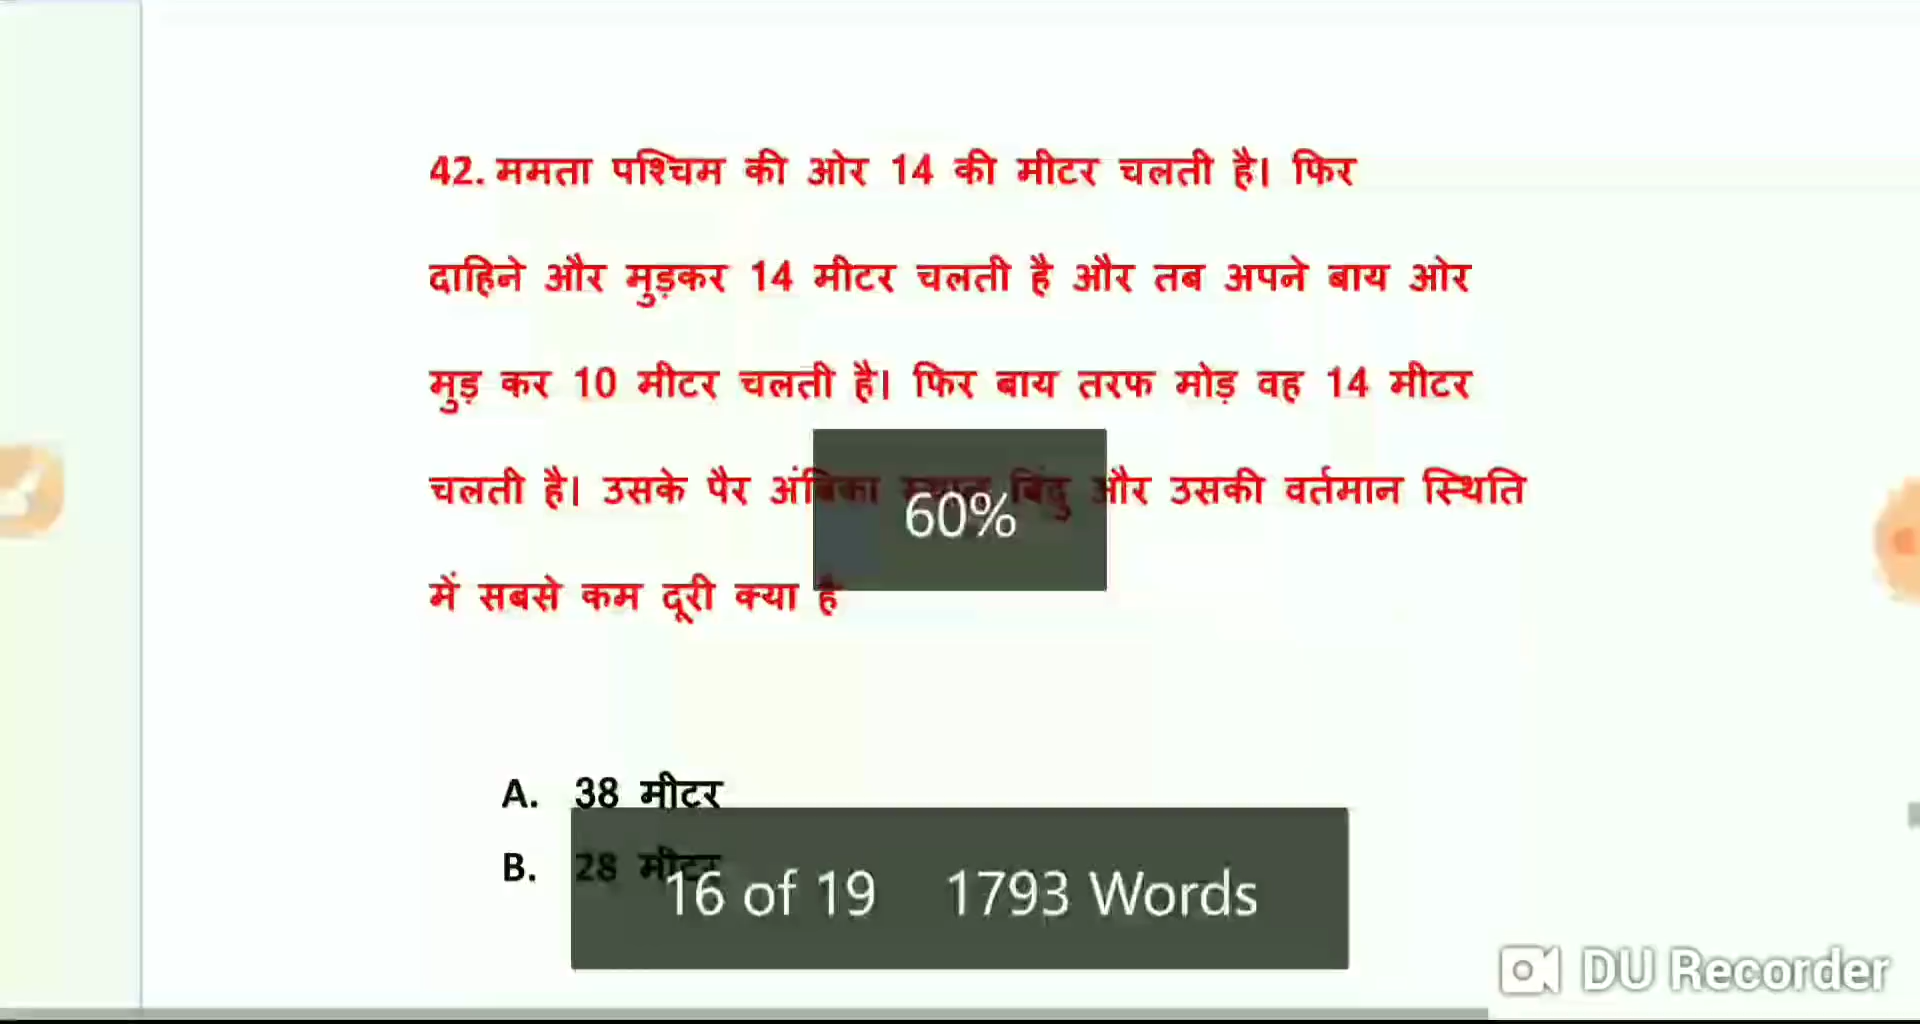 42. ममता पश्चिम की ओर 14 की मीटर चलती है। फिर
दाहिने और मुड़कर 14 मीटर चलती है और तब अपने बाय ओर
मुड़ कर 10 मीटर चलती है। फिर बाय तरफ मोड़ वह 14 मीटर
चलती है। उसके पैर अंबिका बिंदु और उसकी वर्तमान स्थिति
60%
में सबसे कम दूरी क्या है
A. 38 मीटर
B. 28 मीटर
16 of 19 1793 Words
DU Recorder